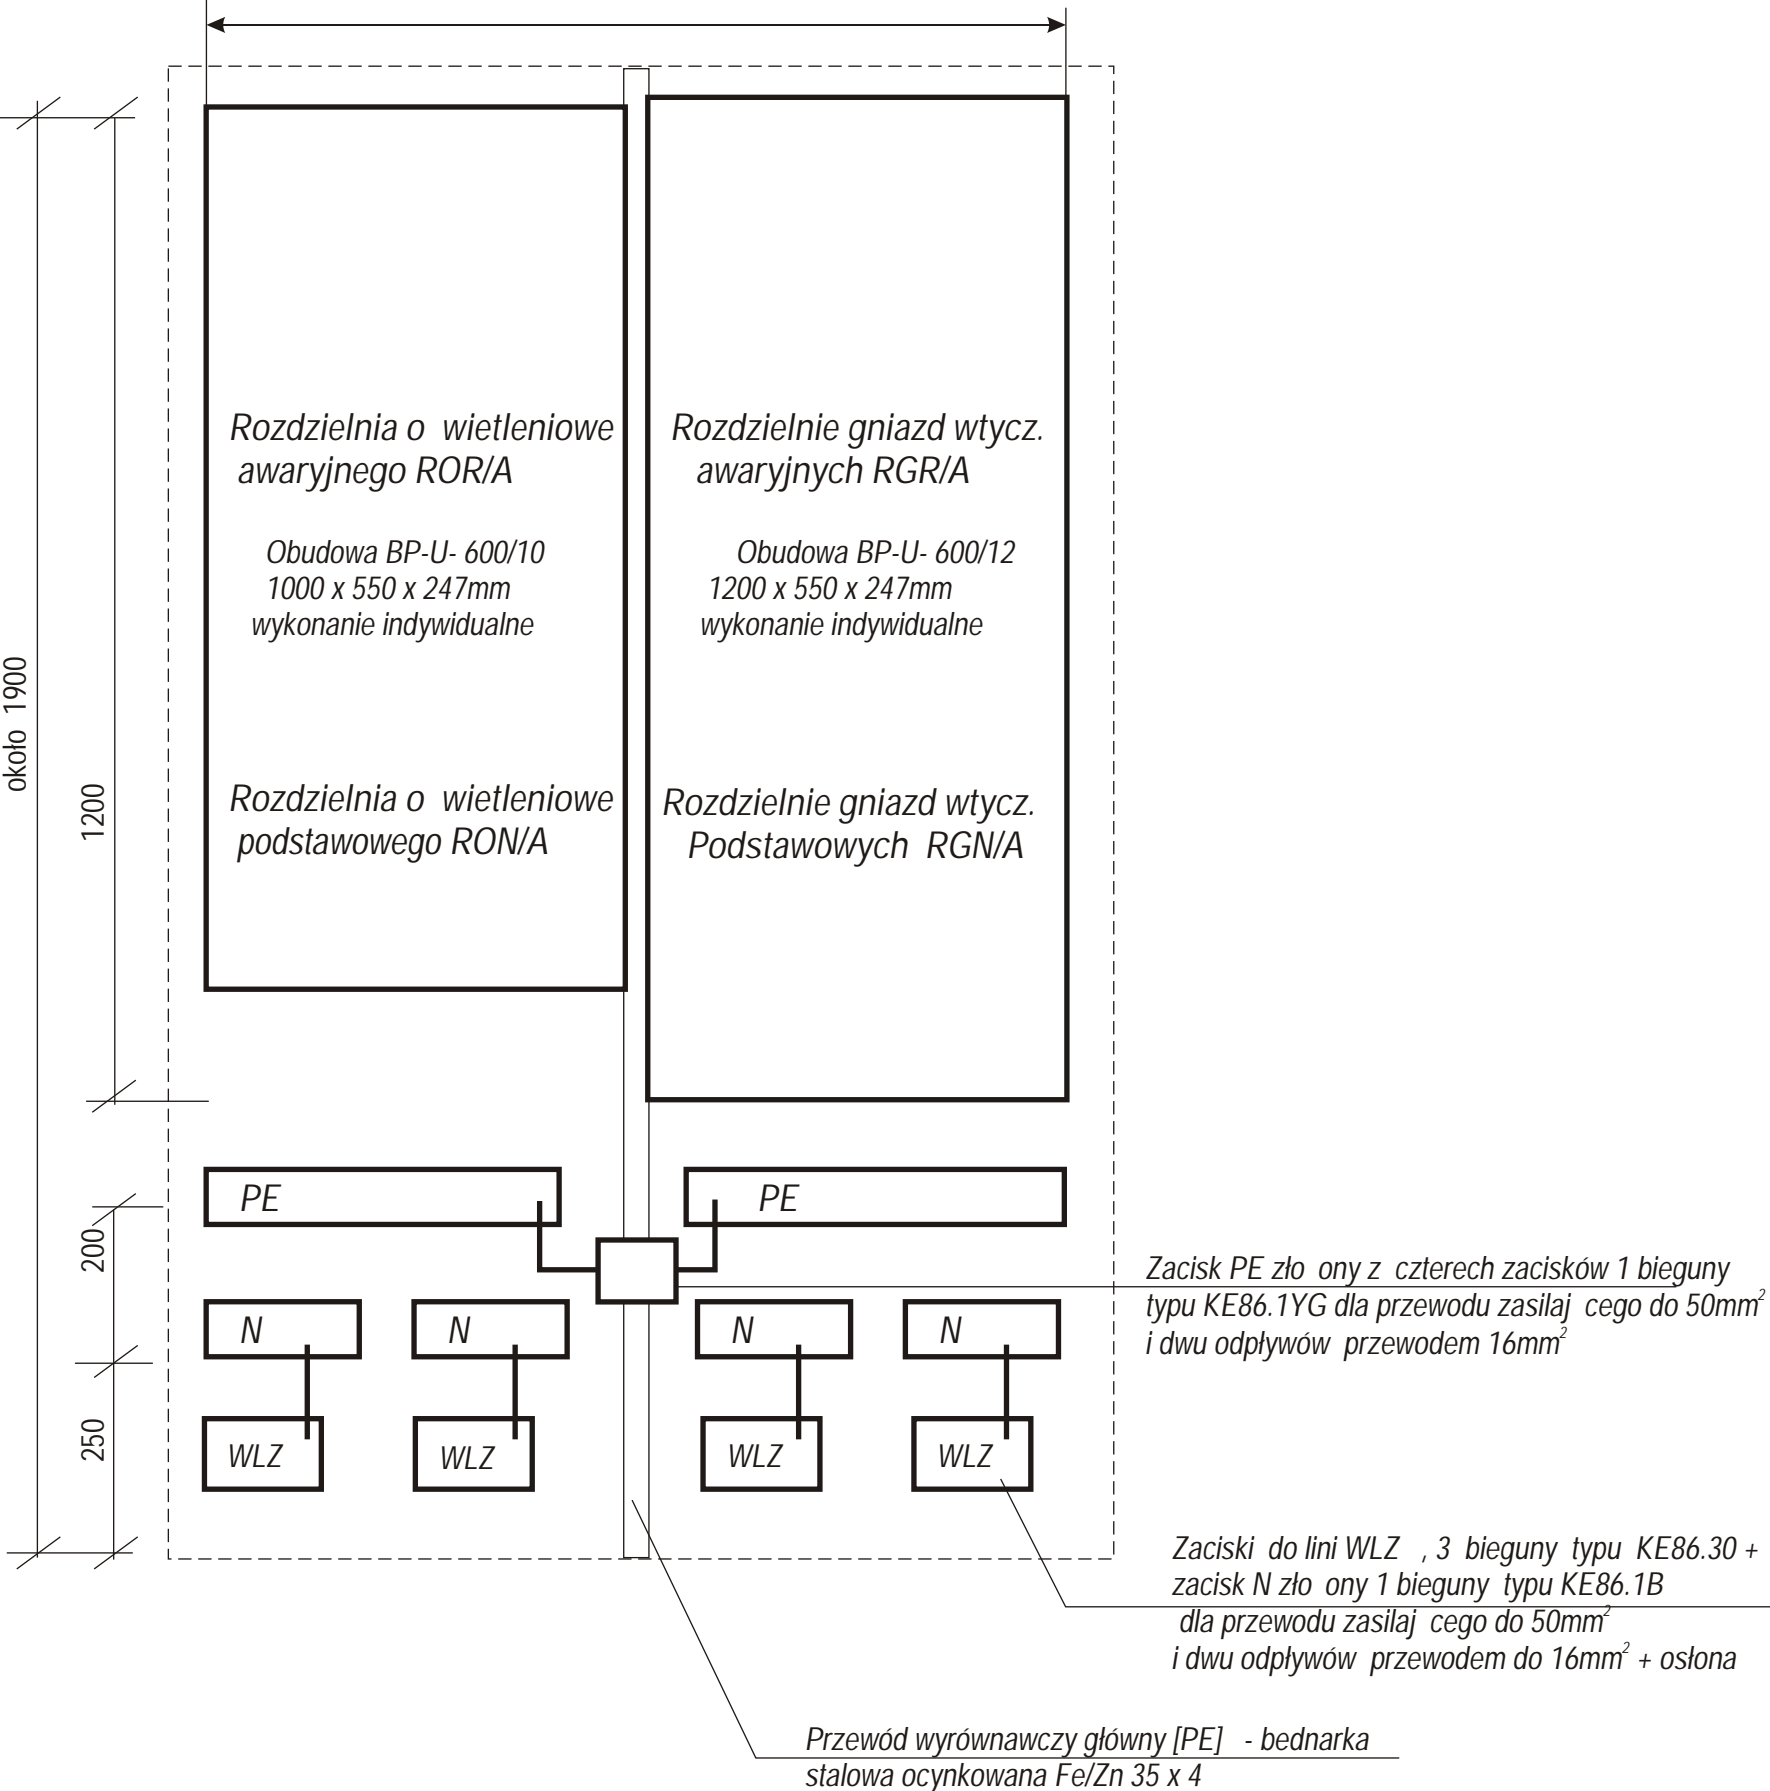 Rozdzielnia o wietleniowe
awaryjnego ROR/A
Obudowa BP-U- 600/10
1000 x 550 x 247mm
wykonanie indywidualne
Rozdzielnia o wietleniowe
podstawowego RON/A
Rozdzielnie gniazd wtycz.
awaryjnych RGR/A
Obudowa BP-U- 600/12
1200 x 550 x 247mm
wykonanie indywidualne
Rozdzielnie gniazd wtycz.
Podstawowych RGN/A
około 1900
1200
200
250
PE
PE
N
N
N
N
WLZ
WLZ
WLZ
WLZ
Zacisk PE zło ony z czterech zacisków 1 bieguny
typu KE86.1YG dla przewodu zasilaj cego do 50mm²
i dwu odpływów przewodem 16mm²
Zaciski do lini WLZ , 3 bieguny typu KE86.30 +
zacisk N zło ony 1 bieguny typu KE86.1B
dla przewodu zasilaj cego do 50mm²
i dwu odpływów przewodem do 16mm² + osłona
Przewód wyrównawczy główny [PE] - bednarka
stalowa ocynkowana Fe/Zn 35 x 4